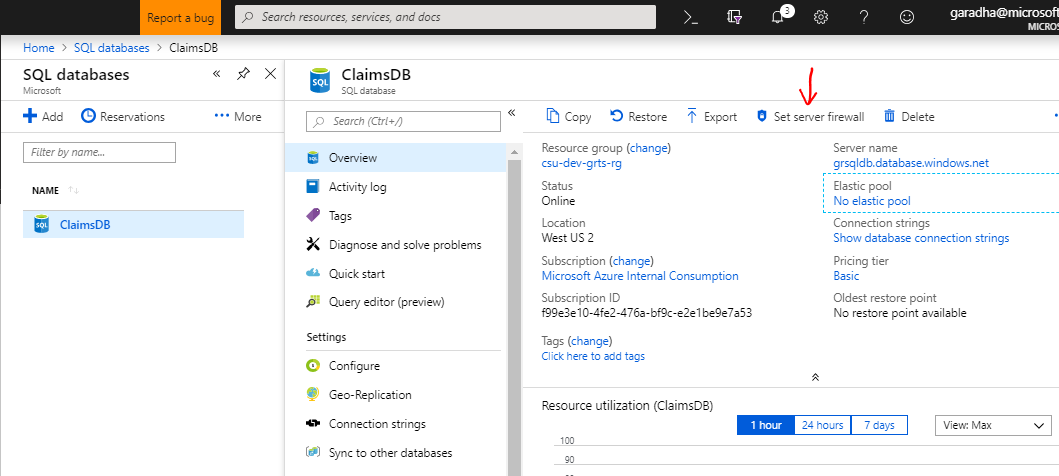 Report a bug
Search resources, services, and docs
3
garadha@microsoft
MICROS
Home > SQL databases > ClaimsDB
SQL databases
Microsoft
Add
Reservations
More
Filter by name...
NAME
ClaimsDB
ClaimsDB
SQL database
Search (Ctrl+/)
Overview
Activity log
Tags
Diagnose and solve problems
Quick start
Query editor (preview)
Settings
Configure
Geo-Replication
Connection strings
Sync to other databases
Copy
Restore
Export
Set server firewall
Delete
Resource group (change)
csu-dev-grts-rg
Status
Online
Location
West US 2
Subscription (change)
Microsoft Azure Internal Consumption
Subscription ID
f99e3e10-4fe2-476a-bf9c-e2e1be9e7a53
Tags (change)
Click here to add tags
Server name
grsqldb.database.windows.net
Elastic pool
No elastic pool
Connection strings
Show database connection strings
Pricing tier
Basic
Oldest restore point
No restore point available
Resource utilization (ClaimsDB)
1 hour
24 hours
7 days
View: Max
100
90